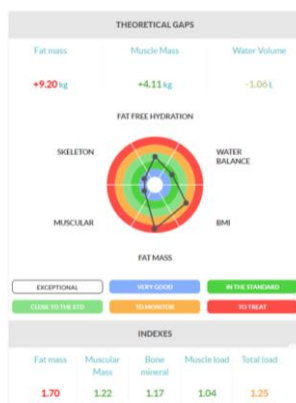 THEORETICAL GAPS
Fat mass Muscle Mass Water Volume
+9.20 kg +4.11 kg -1.06 L
FAT FREE HYDRATION
SKELETON WATER
BALANCE
MUSCULAR BMI
FAT MASS
EXCEPTIONAL VERY GOOD IN THE STANDARD
CLOSE TO THE STD TO MONITOR TO TREAT
INDEXES
Fat mass Muscular Bone Muscle load Total load
Mass mineral
1.70 1.22 1.17 1.04 1.25